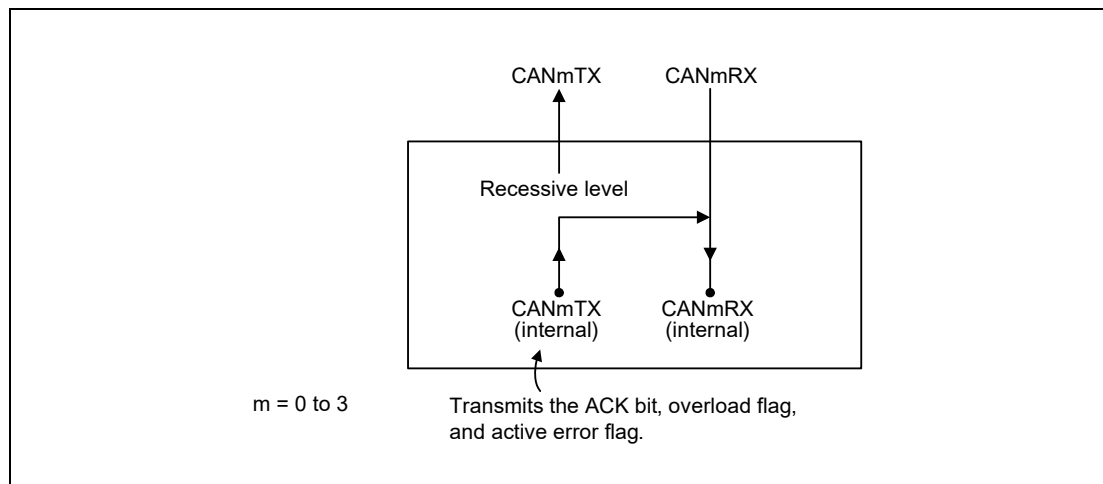 CANmTX
CANmRX
Recessive level
CANmTX
(internal)
CANmRX
(internal)
m = 0 to 3
Transmits the ACK bit, overload flag,
and active error flag.